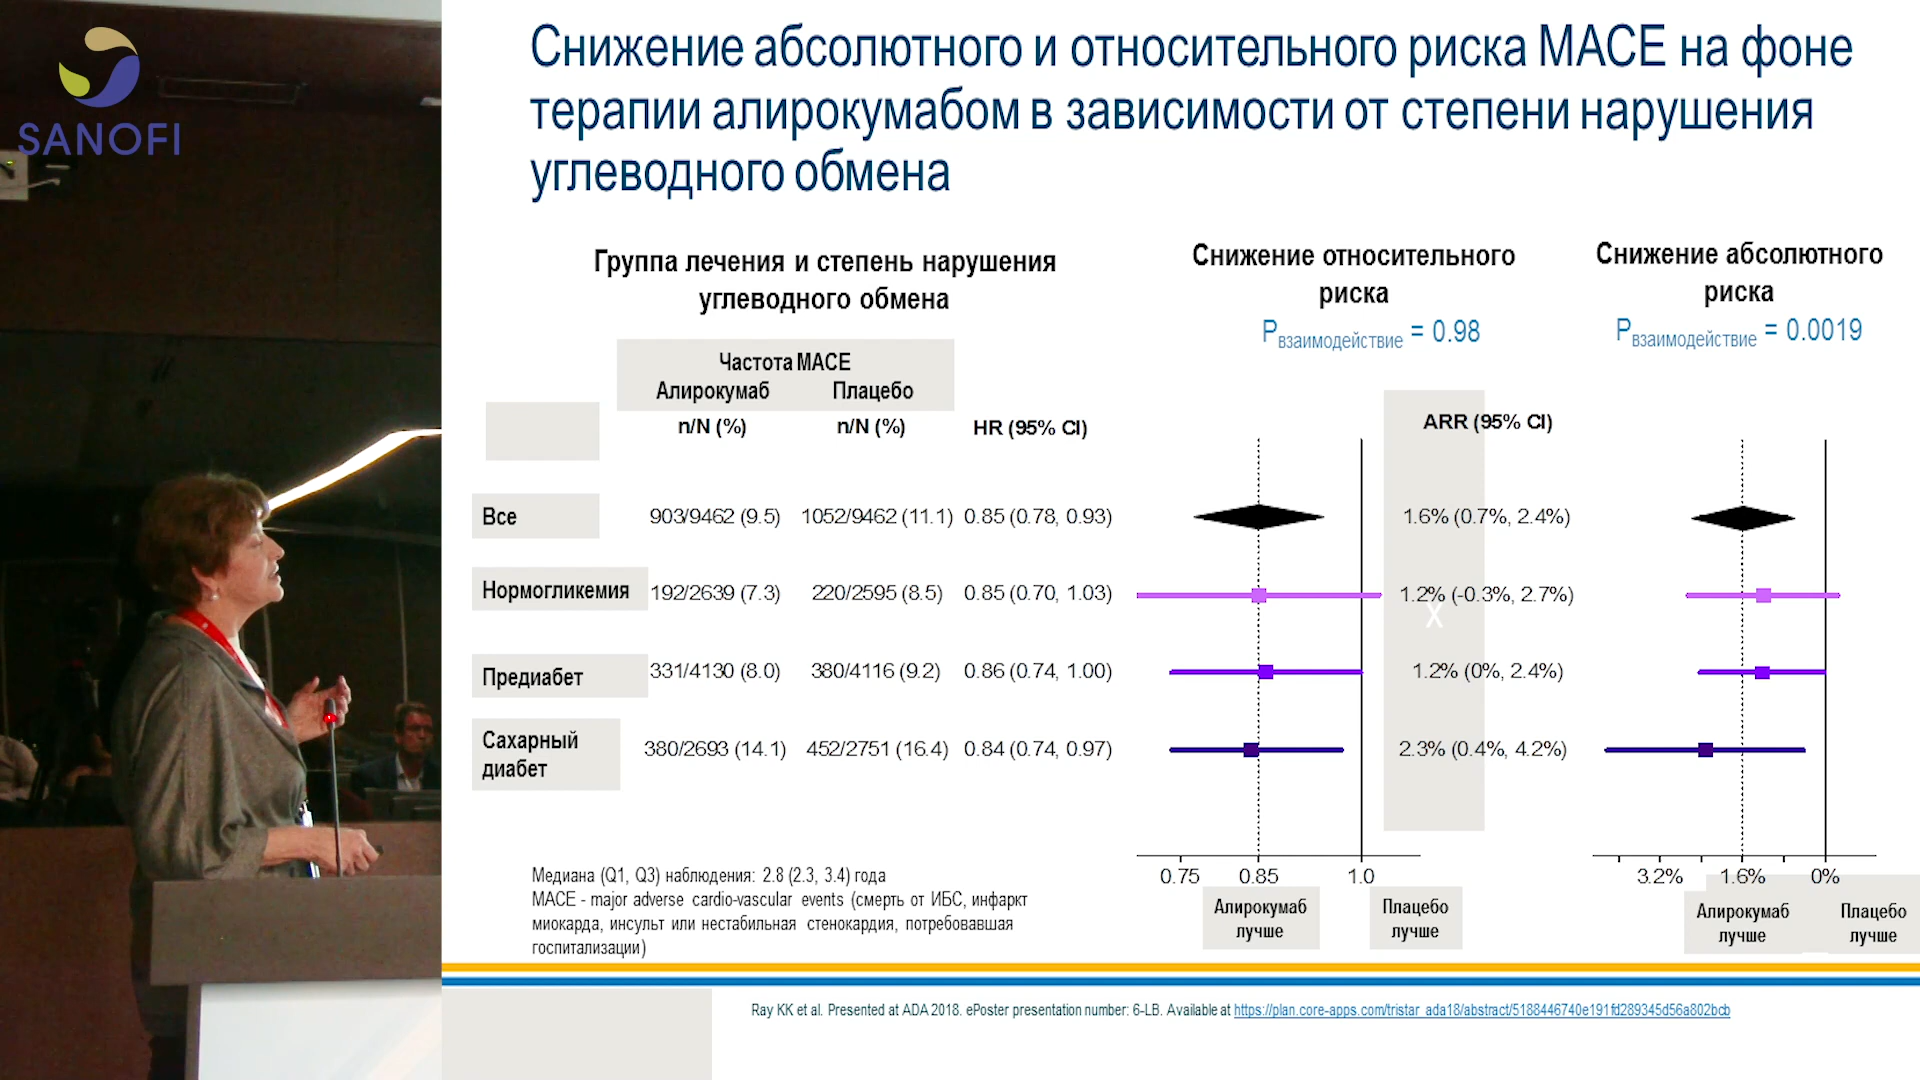 SANOFI
Снижение абсолютного и относительного риска MACE на фоне
терапии алирокумабом в зависимости от степени нарушения
углеводного обмена
Группа лечения и степень нарушения
углеводного обмена
Снижение относительного
риска
Pвзаимодействие = 0.98
Снижение абсолютного
риска
Pвзаимодействие = 0.0019
Частота MACE
Алирокумаб Плацебо
n/N (%) n/N (%) HR (95% CI) ARR (95% CI)
Все 903/9462 (9.5) 1052/9462 (11.1) 0.85 (0.78, 0.93) 1.6% (0.7%, 2.4%)
Нормогликемия 192/2639 (7.3) 220/2595 (8.5) 0.85 (0.70, 1.03) 1.2% (-0.3%, 2.7%)
X
Предиабет 331/4130 (8.0) 380/4116 (9.2) 0.86 (0.74, 1.00) 1.2% (0%, 2.4%)
Сахарный
диабет 380/2693 (14.1) 452/2751 (16.4) 0.84 (0.74, 0.97) 2.3% (0.4%, 4.2%)
0.75 0.85 1.0 3.2% 1.6% 0%
Алирокумаб
лучше
Плацебо
лучше
Алирокумаб
лучше
Плацебо
лучше
Медиана (Q1, Q3) наблюдения: 2.8 (2.3, 3.4) года
MACE - major adverse cardio-vascular events (смерть от ИБС, инфаркт
миокарда, инсульт или нестабильная стенокардия, потребовавшая
госпитализации)
Ray KK et al. Presented at ADA 2018. ePoster presentation number: 6-LB. Available at https://plan.core-apps.com/tristar_ada18/abstract/5188446740e191fd289345d56a802bcb